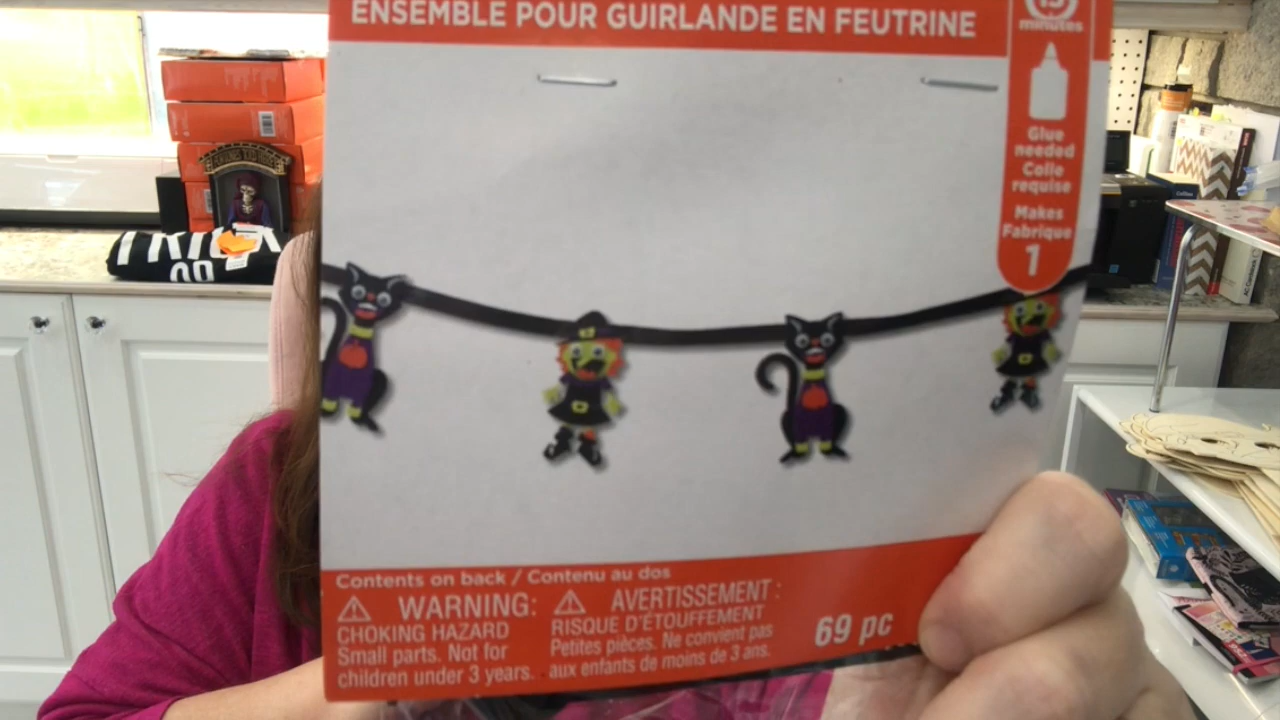 ENSEMBLE POUR GUIRLANDE EN FEUTRINE
15
minutes
Glue
needed
Colle
requise
Makes
Fabrique
1
Contents on back / Contenu au dos
WARNING:
CHOKING HAZARD
Small parts. Not for
children under 3 years.
AVERTISSEMENT :
RISQUE D'ÉTOUFFEMENT
Petites pièces. Ne convient pas
aux enfants de moins de 3 ans.
69 pc